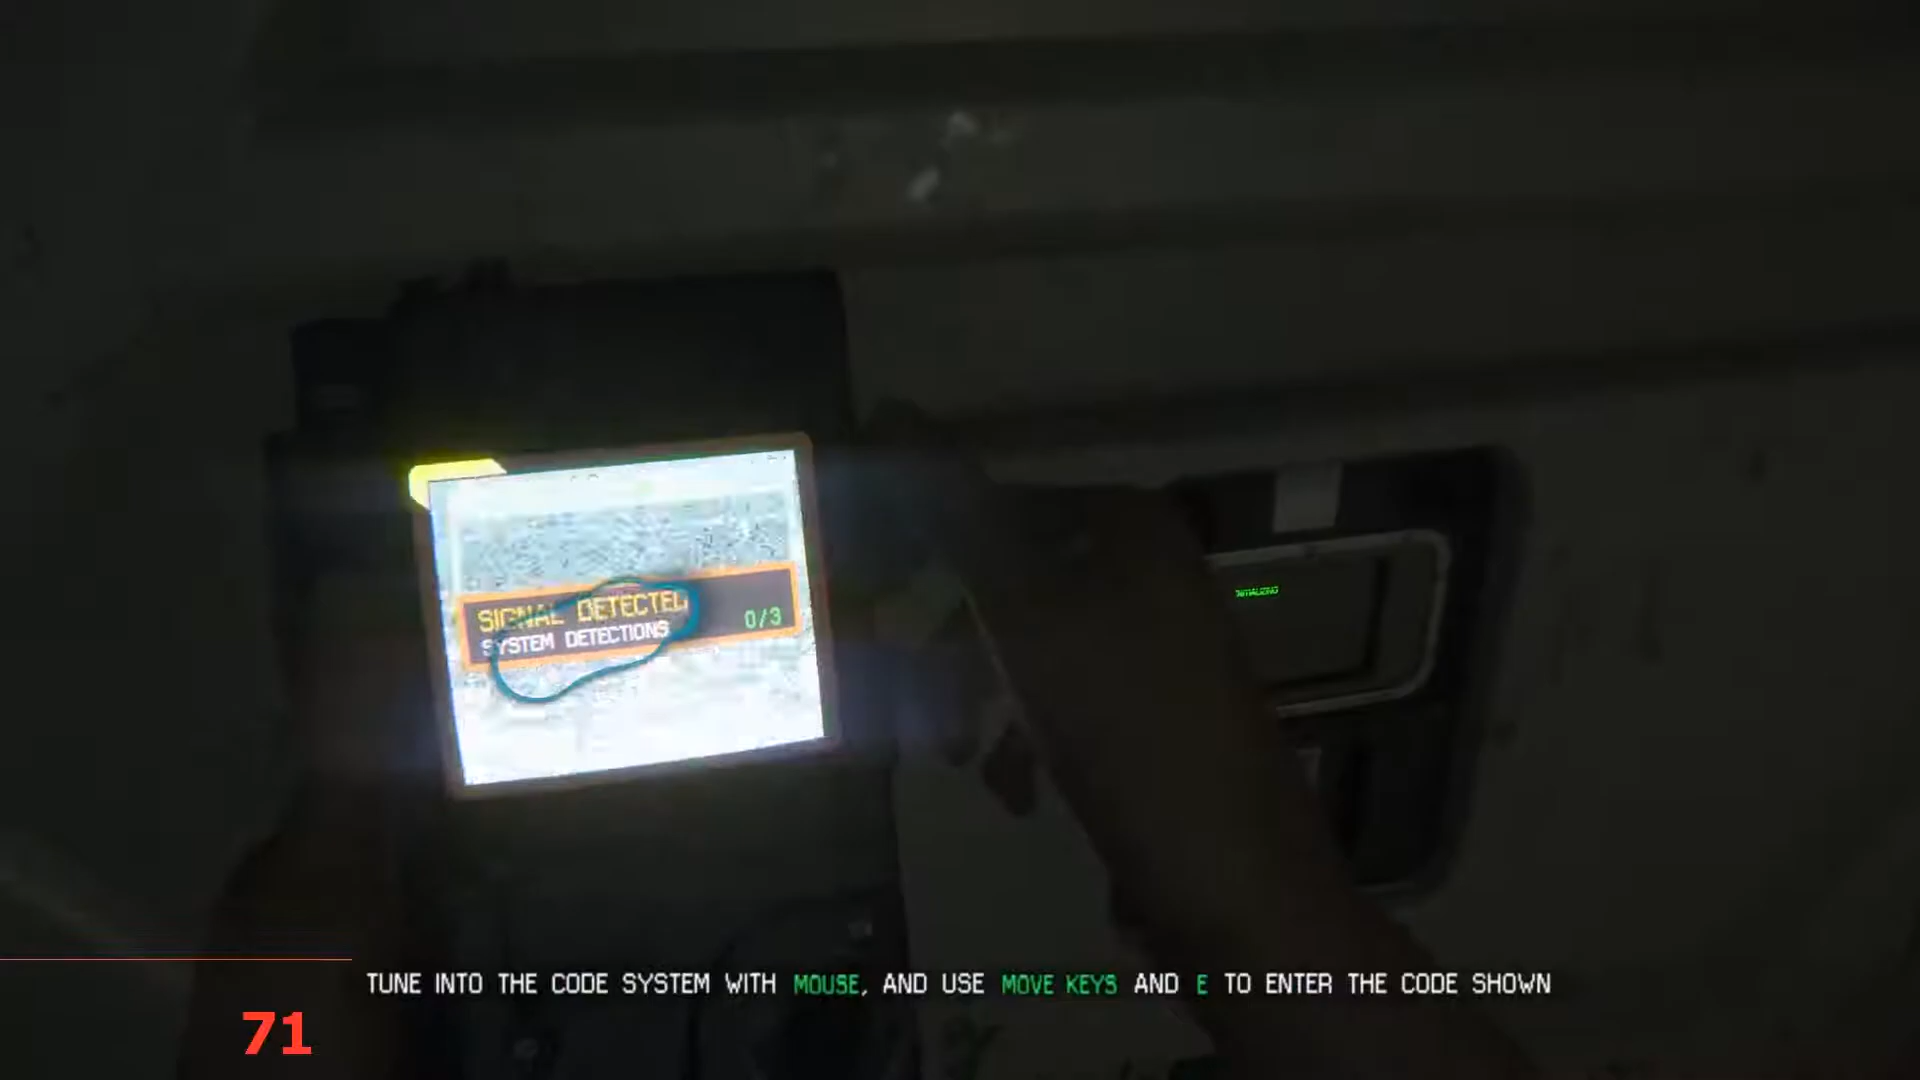 SIGNAL DETECTED
SYSTEM DETECTIONS
0/3
TUNE INTO THE CODE SYSTEM WITH MOUSE, AND USE MOVE KEYS AND E TO ENTER THE CODE SHOWN
71